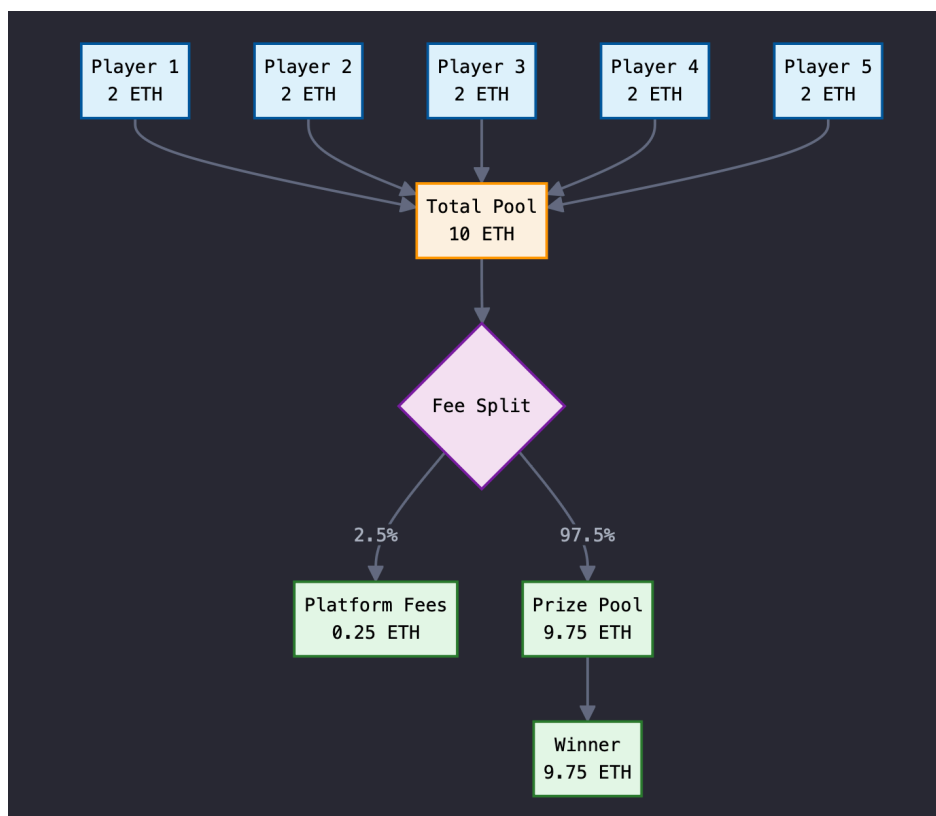 Player 1
2 ETH
Player 2
2 ETH
Player 3
2 ETH
Player 4
2 ETH
Player 5
2 ETH
Total Pool
10 ETH
Fee Split
2.5%
97.5%
Platform Fees
0.25 ETH
Prize Pool
9.75 ETH
Winner
9.75 ETH